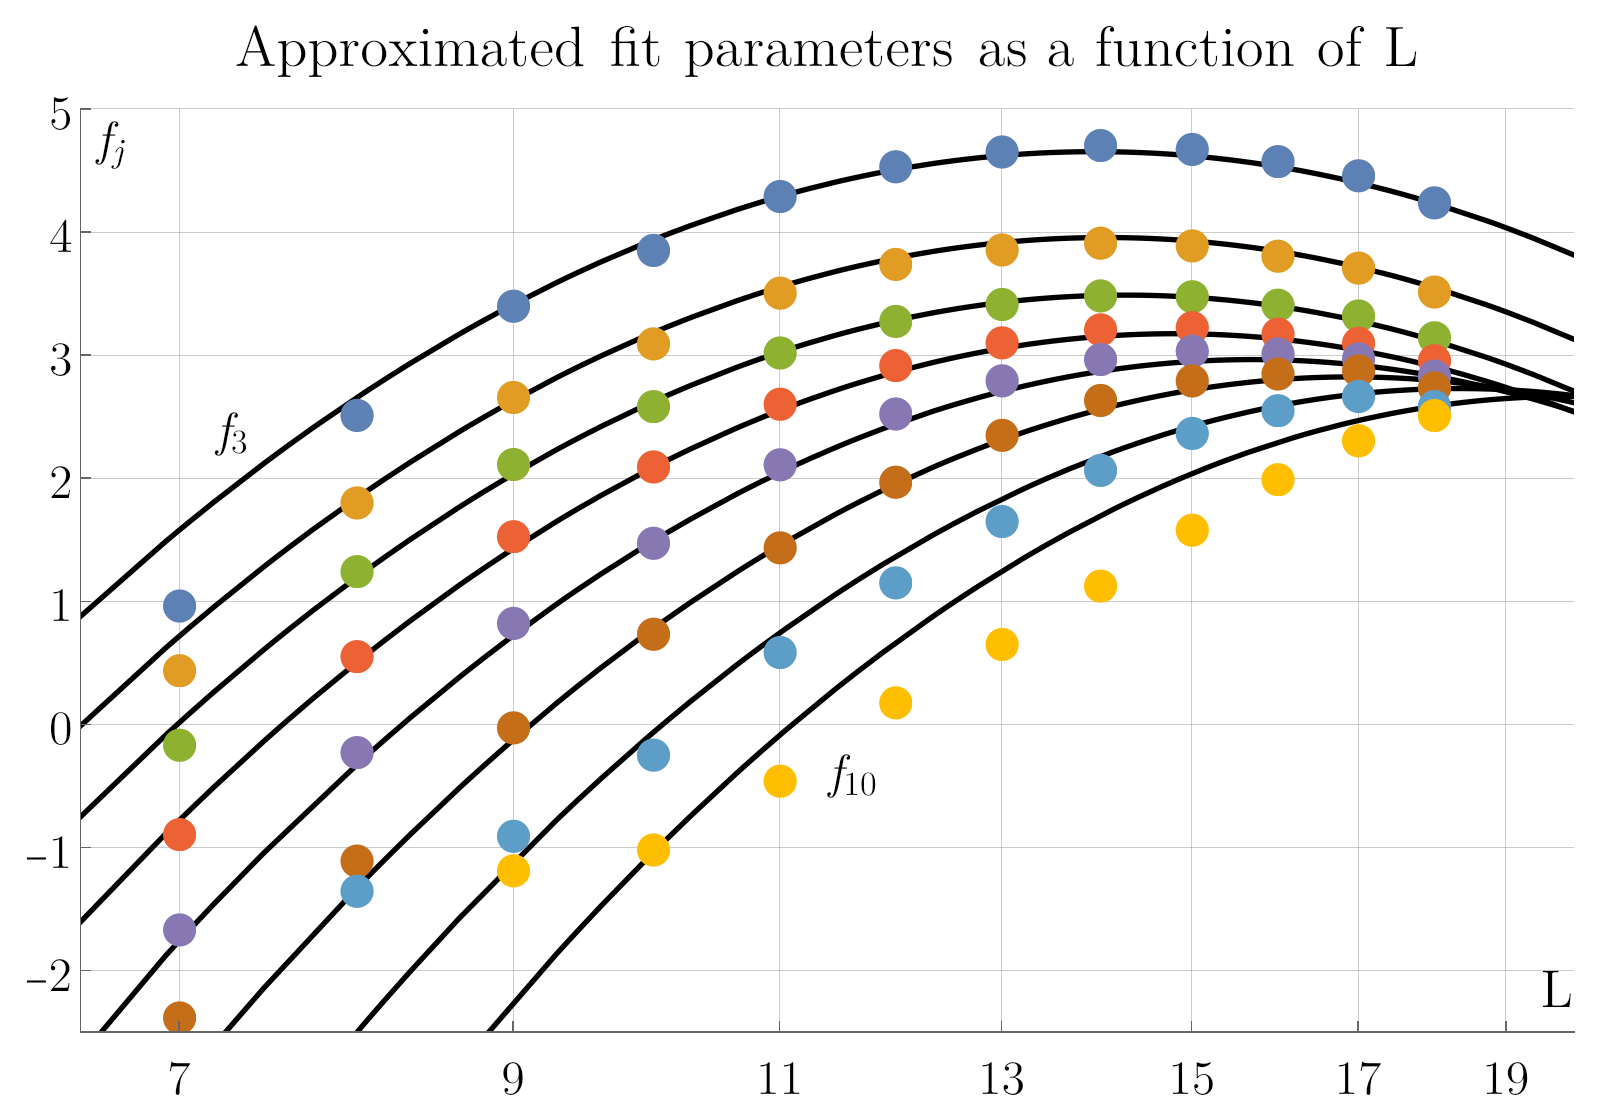 Approximated fit parameters as a function of L
5
f_j
4
3
f_3
2
1
0
f_10
-1
-2
L
7 9 11 13 15 17 19